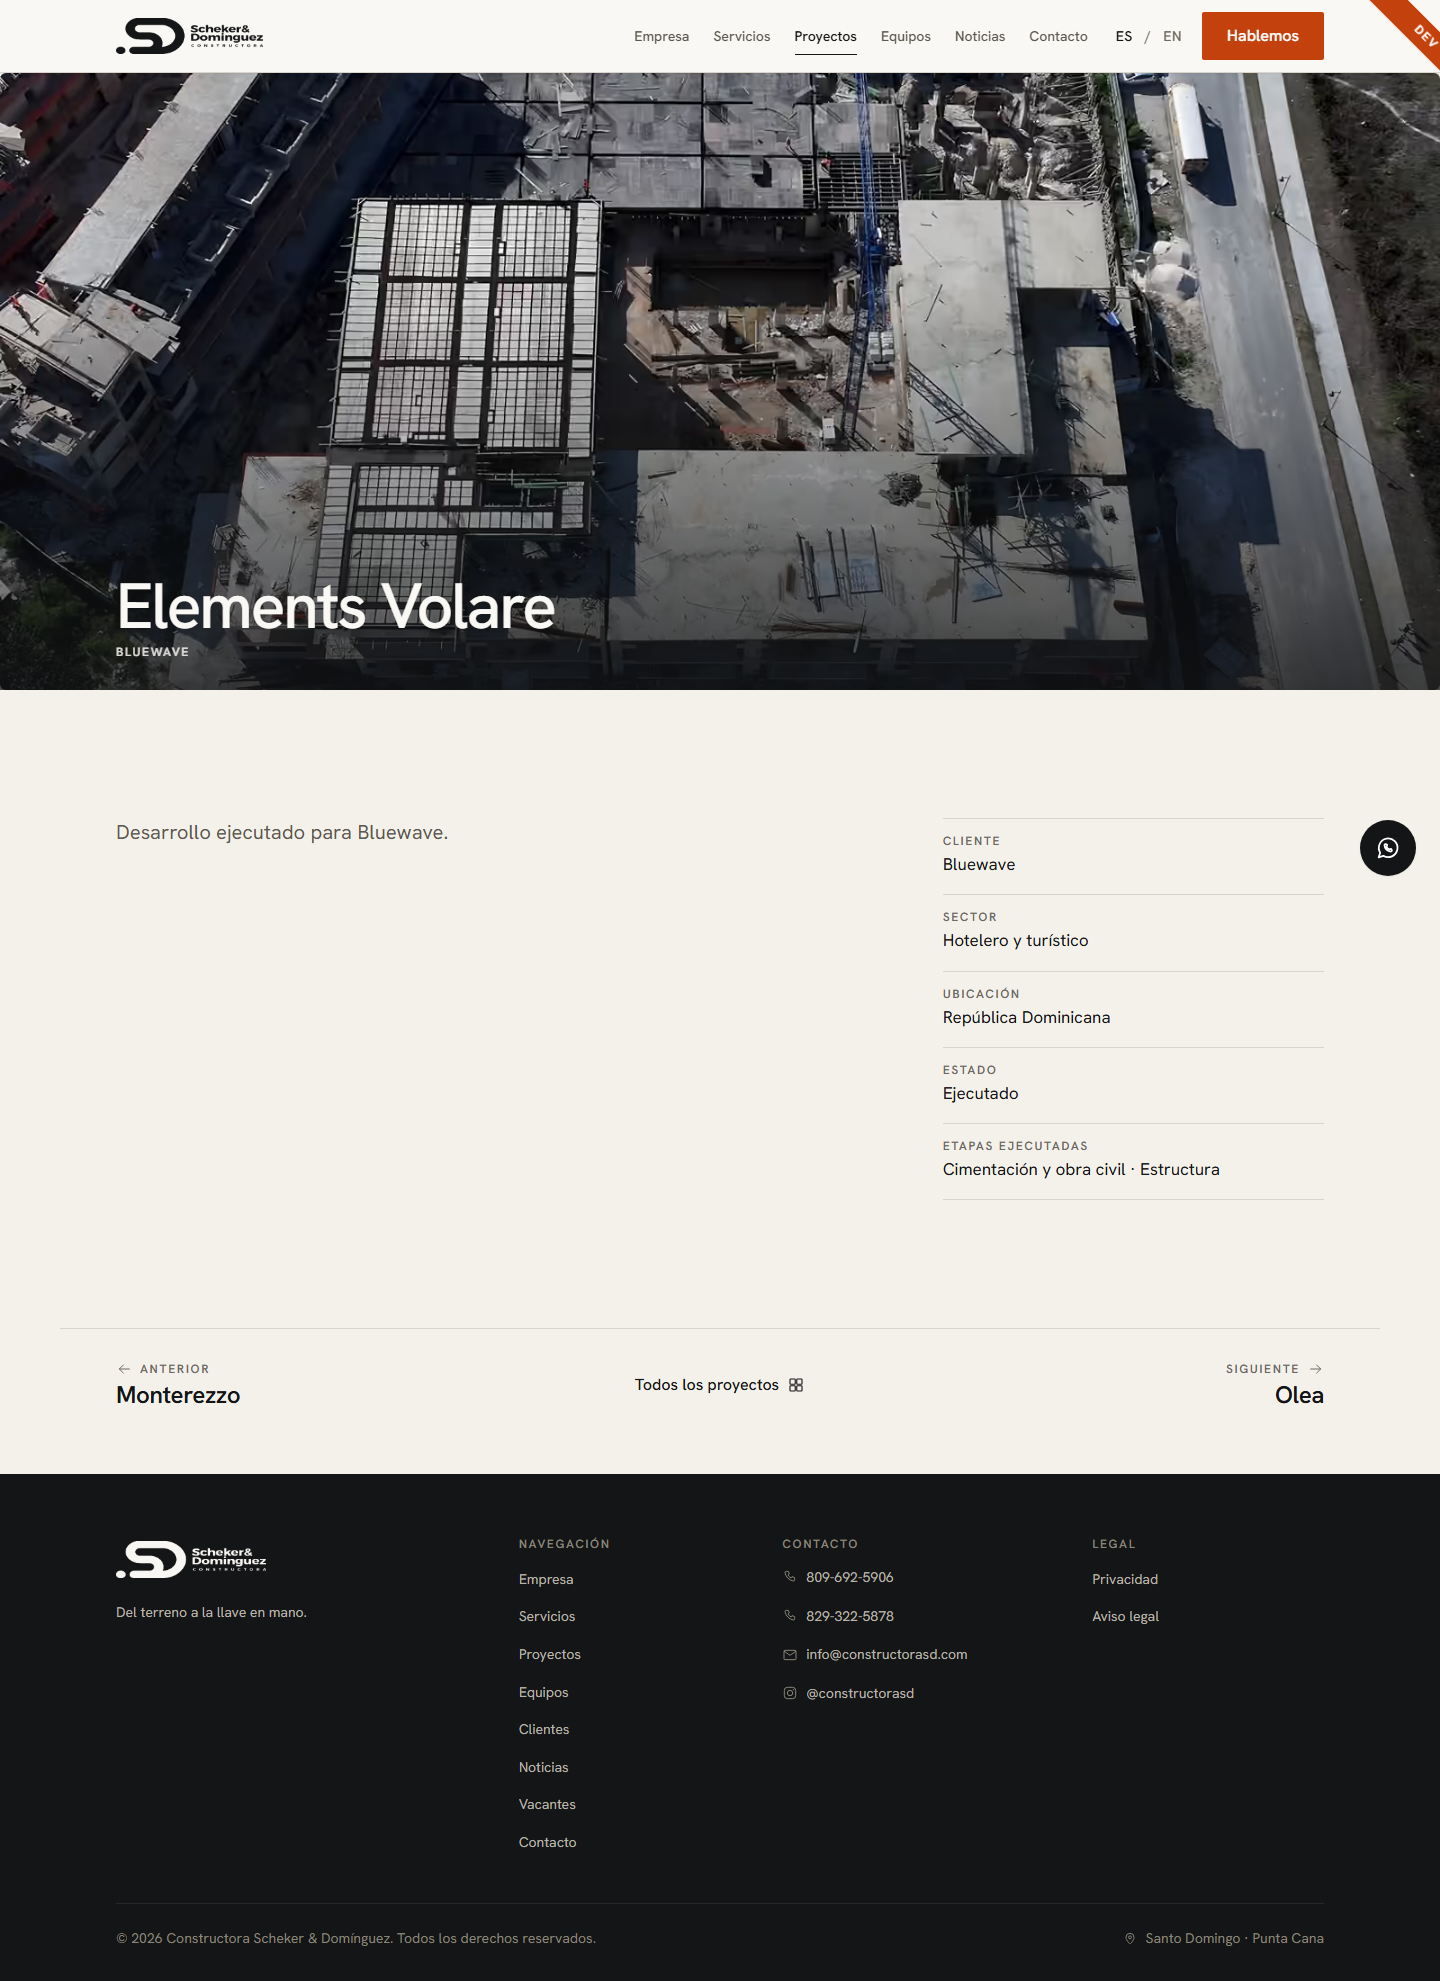 Scheker&
Dominguez
CONSTRUCTORA
Empresa Servicios Proyectos Equipos Noticias Contacto ES / EN Hablemos
DEV
Elements Volare
BLUEWAVE
Desarrollo ejecutado para Bluewave.
CLIENTE
Bluewave
SECTOR
Hotelero y turístico
UBICACIÓN
República Dominicana
ESTADO
Ejecutado
ETAPAS EJECUTADAS
Cimentación y obra civil · Estructura
← ANTERIOR
Monterezzo
Todos los proyectos
SIGUIENTE →
Olea
Scheker&
Dominguez
CONSTRUCTORA
Del terreno a la llave en mano.
NAVEGACIÓN
Empresa
Servicios
Proyectos
Equipos
Clientes
Noticias
Vacantes
Contacto
CONTACTO
809-692-5906
829-322-5878
info@constructorasd.com
@constructorasd
LEGAL
Privacidad
Aviso legal
© 2026 Constructora Scheker & Domínguez. Todos los derechos reservados.
Santo Domingo · Punta Cana